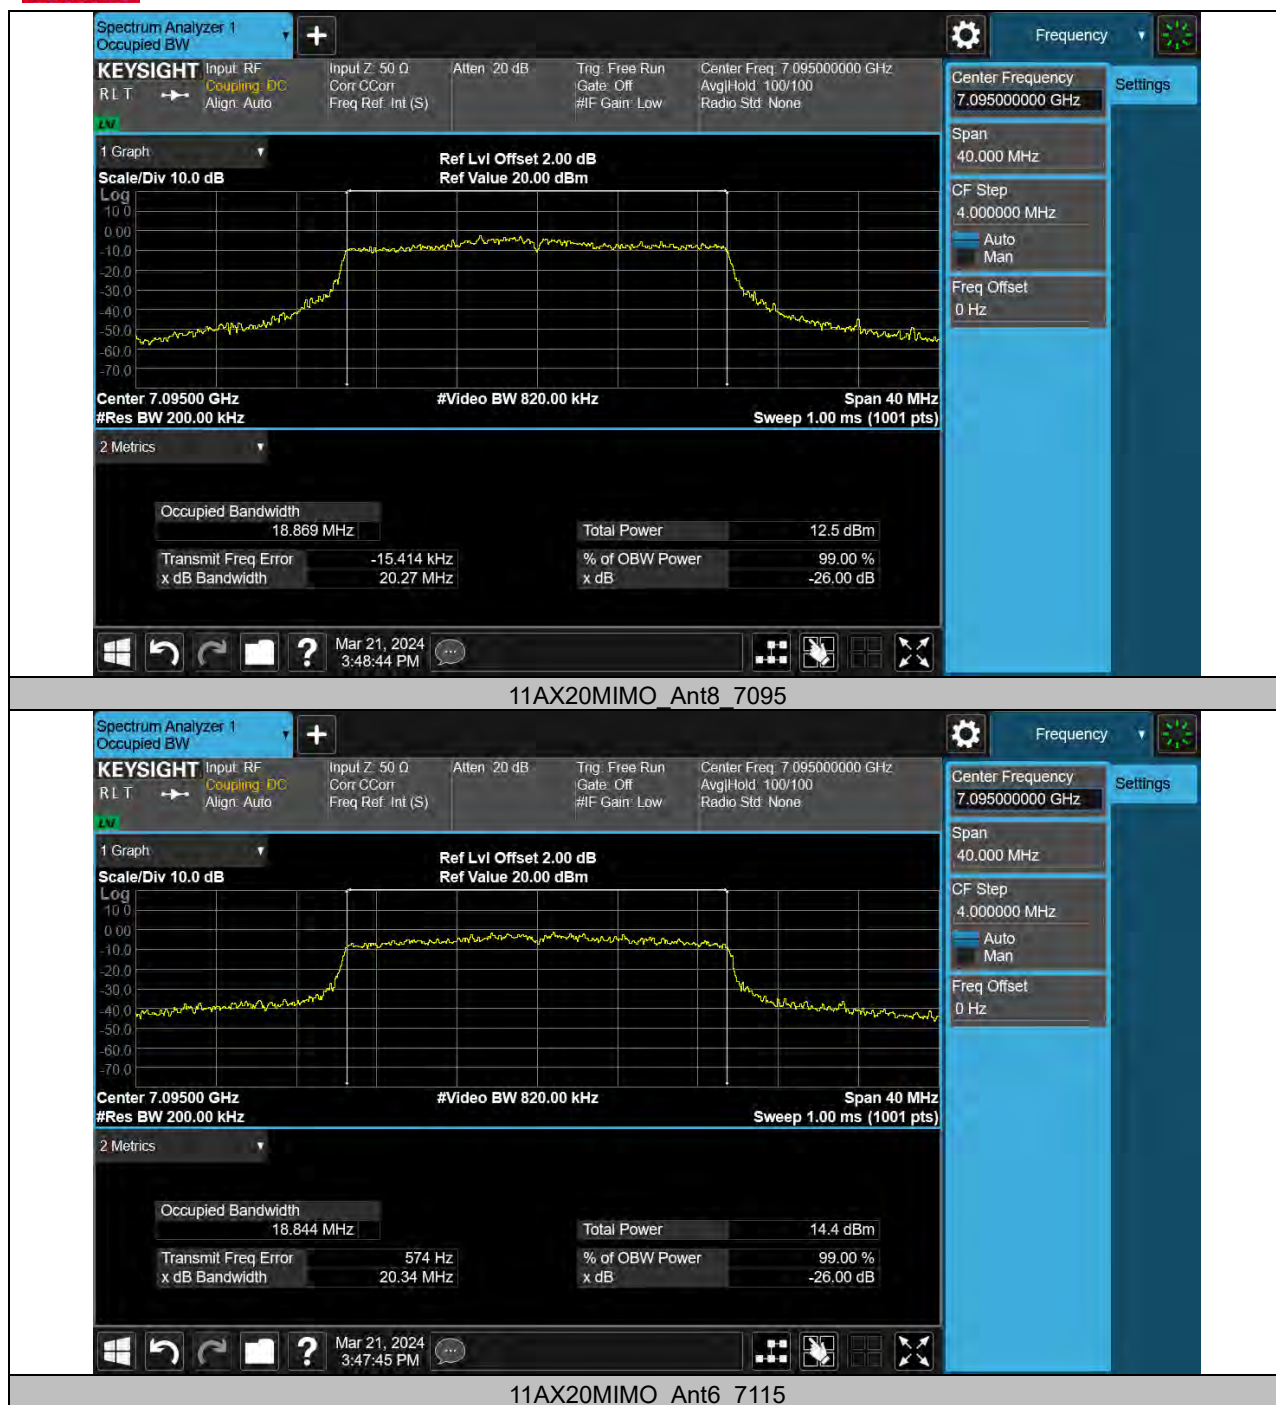 Spectrum Analyzer 1
Occupied BW
+
Frequency
KEYSIGHT
R L T
LNI
Input: RF
Coupling: DC
Align: Auto
Input Z: 50 Ω
Corr CCorr
Freq Ref: Int (S)
Atten: 20 dB
Trig: Free Run
Gate: Off
#IF Gain: Low
Center Freq: 7.095000000 GHz
Avg|Hold: 100/100
Radio Std: None
Center Frequency
7.095000000 GHz
Settings
Span
40.000 MHz
CF Step
4.000000 MHz
Auto
Man
Freq Offset
0 Hz
1 Graph
Scale/Div 10.0 dB
Ref Lvl Offset 2.00 dB
Ref Value 20.00 dBm
Log
10.0
0.00
-10.0
-20.0
-30.0
-40.0
-50.0
-60.0
-70.0
Center 7.09500 GHz
#Video BW 820.00 kHz
Span 40 MHz
#Res BW 200.00 kHz
Sweep 1.00 ms (1001 pts)
2 Metrics
Occupied Bandwidth
18.869 MHz
Total Power 12.5 dBm
Transmit Freq Error -15.414 kHz
% of OBW Power 99.00 %
x dB Bandwidth 20.27 MHz
x dB -26.00 dB
?
Mar 21, 2024
3:48:44 PM
11AX20MIMO_Ant8_7095
Spectrum Analyzer 1
Occupied BW
+
Frequency
KEYSIGHT
R L T
LNI
Input: RF
Coupling: DC
Align: Auto
Input Z: 50 Ω
Corr CCorr
Freq Ref: Int (S)
Atten: 20 dB
Trig: Free Run
Gate: Off
#IF Gain: Low
Center Freq: 7.095000000 GHz
Avg|Hold: 100/100
Radio Std: None
Center Frequency
7.095000000 GHz
Settings
Span
40.000 MHz
CF Step
4.000000 MHz
Auto
Man
Freq Offset
0 Hz
1 Graph
Scale/Div 10.0 dB
Ref Lvl Offset 2.00 dB
Ref Value 20.00 dBm
Log
10.0
0.00
-10.0
-20.0
-30.0
-40.0
-50.0
-60.0
-70.0
Center 7.09500 GHz
#Video BW 820.00 kHz
Span 40 MHz
#Res BW 200.00 kHz
Sweep 1.00 ms (1001 pts)
2 Metrics
Occupied Bandwidth
18.844 MHz
Total Power 14.4 dBm
Transmit Freq Error 574 Hz
% of OBW Power 99.00 %
x dB Bandwidth 20.34 MHz
x dB -26.00 dB
?
Mar 21, 2024
3:47:45 PM
11AX20MIMO_Ant6_7115